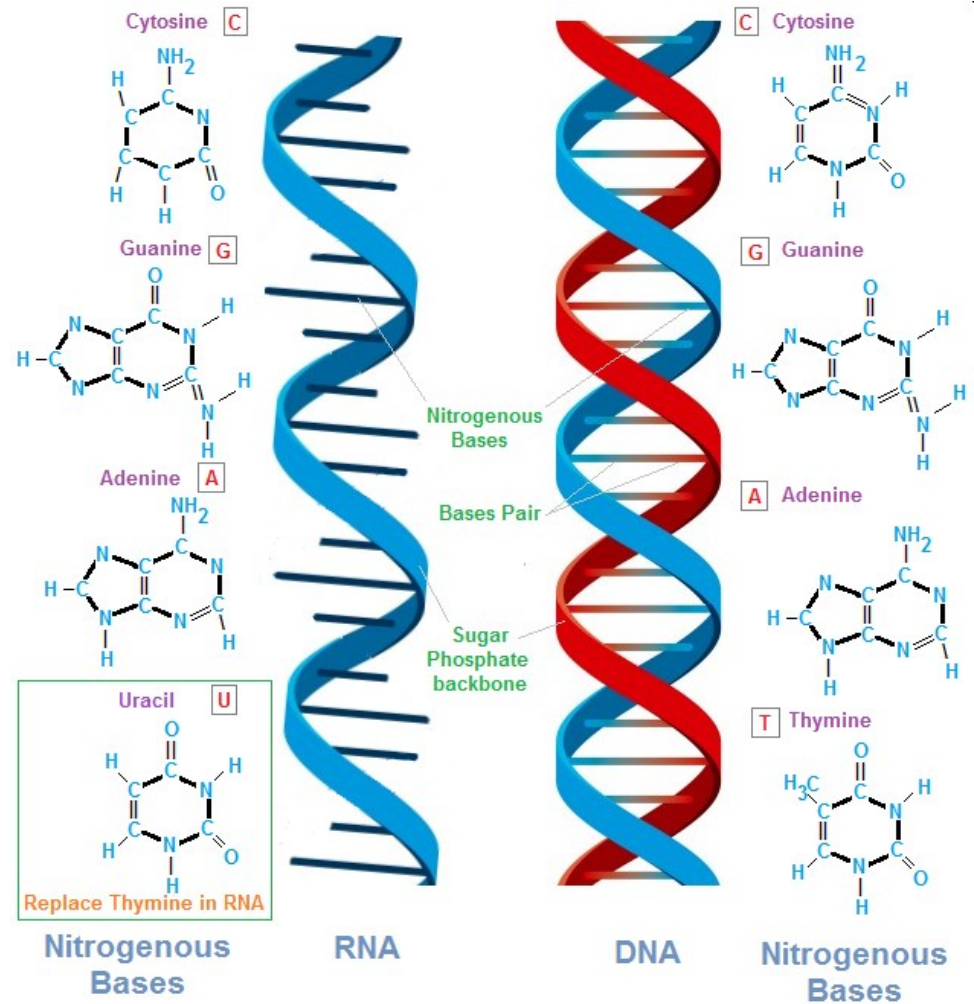 Cytosine C
NH2
H C
C N
C C
H C O
H
Guanine G
O
N C C H
N
H C
N C N C
N H
H
Adenine A
NH2
N C C N
H C
N C N C
H H
Uracil U
O
H C C N H
C C
H N O
H
Replace Thymine in RNA
Nitrogenous
Bases
RNA
Nitrogenous
Bases
Bases Pair
Sugar
Phosphate
backbone
DNA
C Cytosine
NH2
H C H
C N
C C
H N O
H
G Guanine
O
N C C H
N
H C
N C N C
N H
H
A Adenine
NH2
N C C N
H C
N C N C
H H
T Thymine
O
H3C C C N H
C C
H N O
H
Nitrogenous
Bases